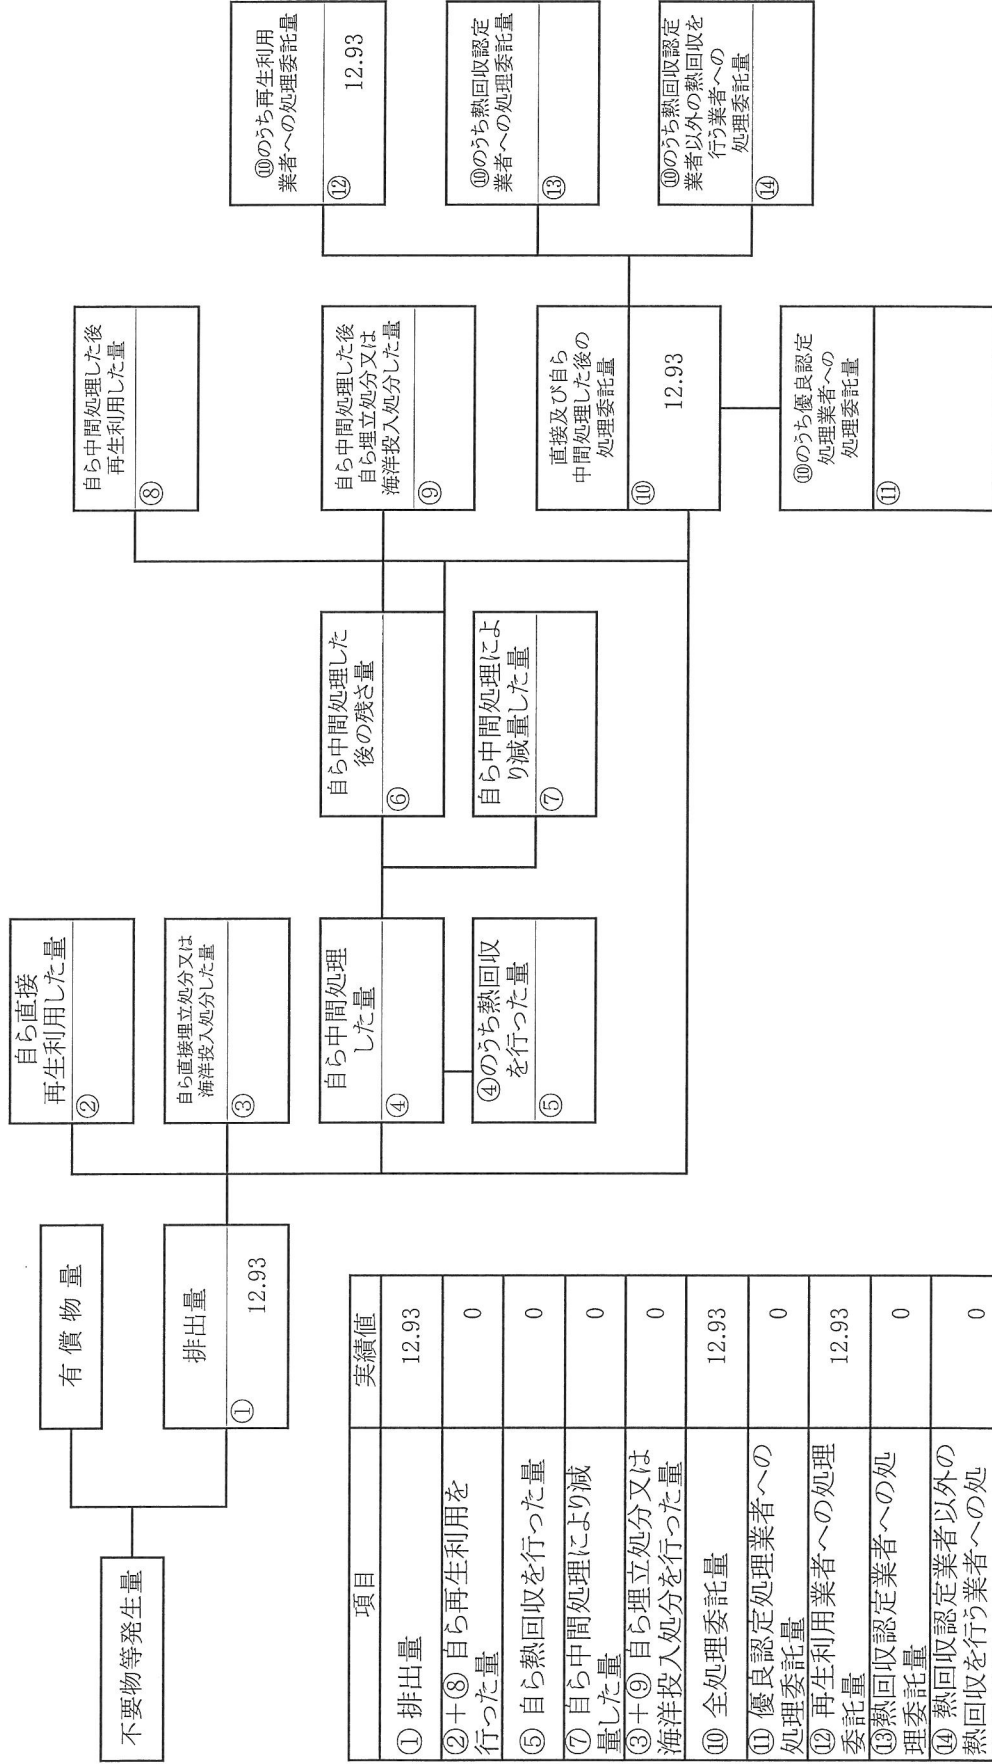 不要物等発生量
有償物量
排出量
①
12.93
自ら直接
再生利用した量
②
自ら直接埋立処分又は
海洋投入処分した量
③
自ら中間処理
した量
④
④のうち熱回収
を行った量
⑤
自ら中間処理した
後の残さ量
⑥
自ら中間処理によ
り減量した量
⑦
自ら中間処理した後
再生利用した量
⑧
自ら中間処理した後
自ら埋立処分又は
海洋投入処分した量
⑨
直接及び自ら
中間処理した後の
処理委託量
⑩
12.93
⑩のうち優良認定
処理業者への
処理委託量
⑪
⑩のうち再生利用
業者への処理委託量
⑫
12.93
⑩のうち熱回収認定
業者への処理委託量
⑬
⑩のうち熱回収認定
業者以外の熱回収を
行う業者への
処理委託量
⑭
項目 実績値
① 排出量 12.93
②+⑧ 自ら再生利用を
行った量 0
⑤ 自ら熱回収を行った量 0
⑦ 自ら中間処理により減
量した量 0
③+⑨ 自ら埋立処分又は
海洋投入処分を行った量 0
⑩ 全処理委託量 12.93
⑪ 優良認定処理業者への
処理委託量 0
⑫ 再生利用業者への処理
委託量 12.93
⑬熱回収認定業者への処
理委託量 0
⑭ 熱回収認定業者以外の
熱回収を行う業者への処 0